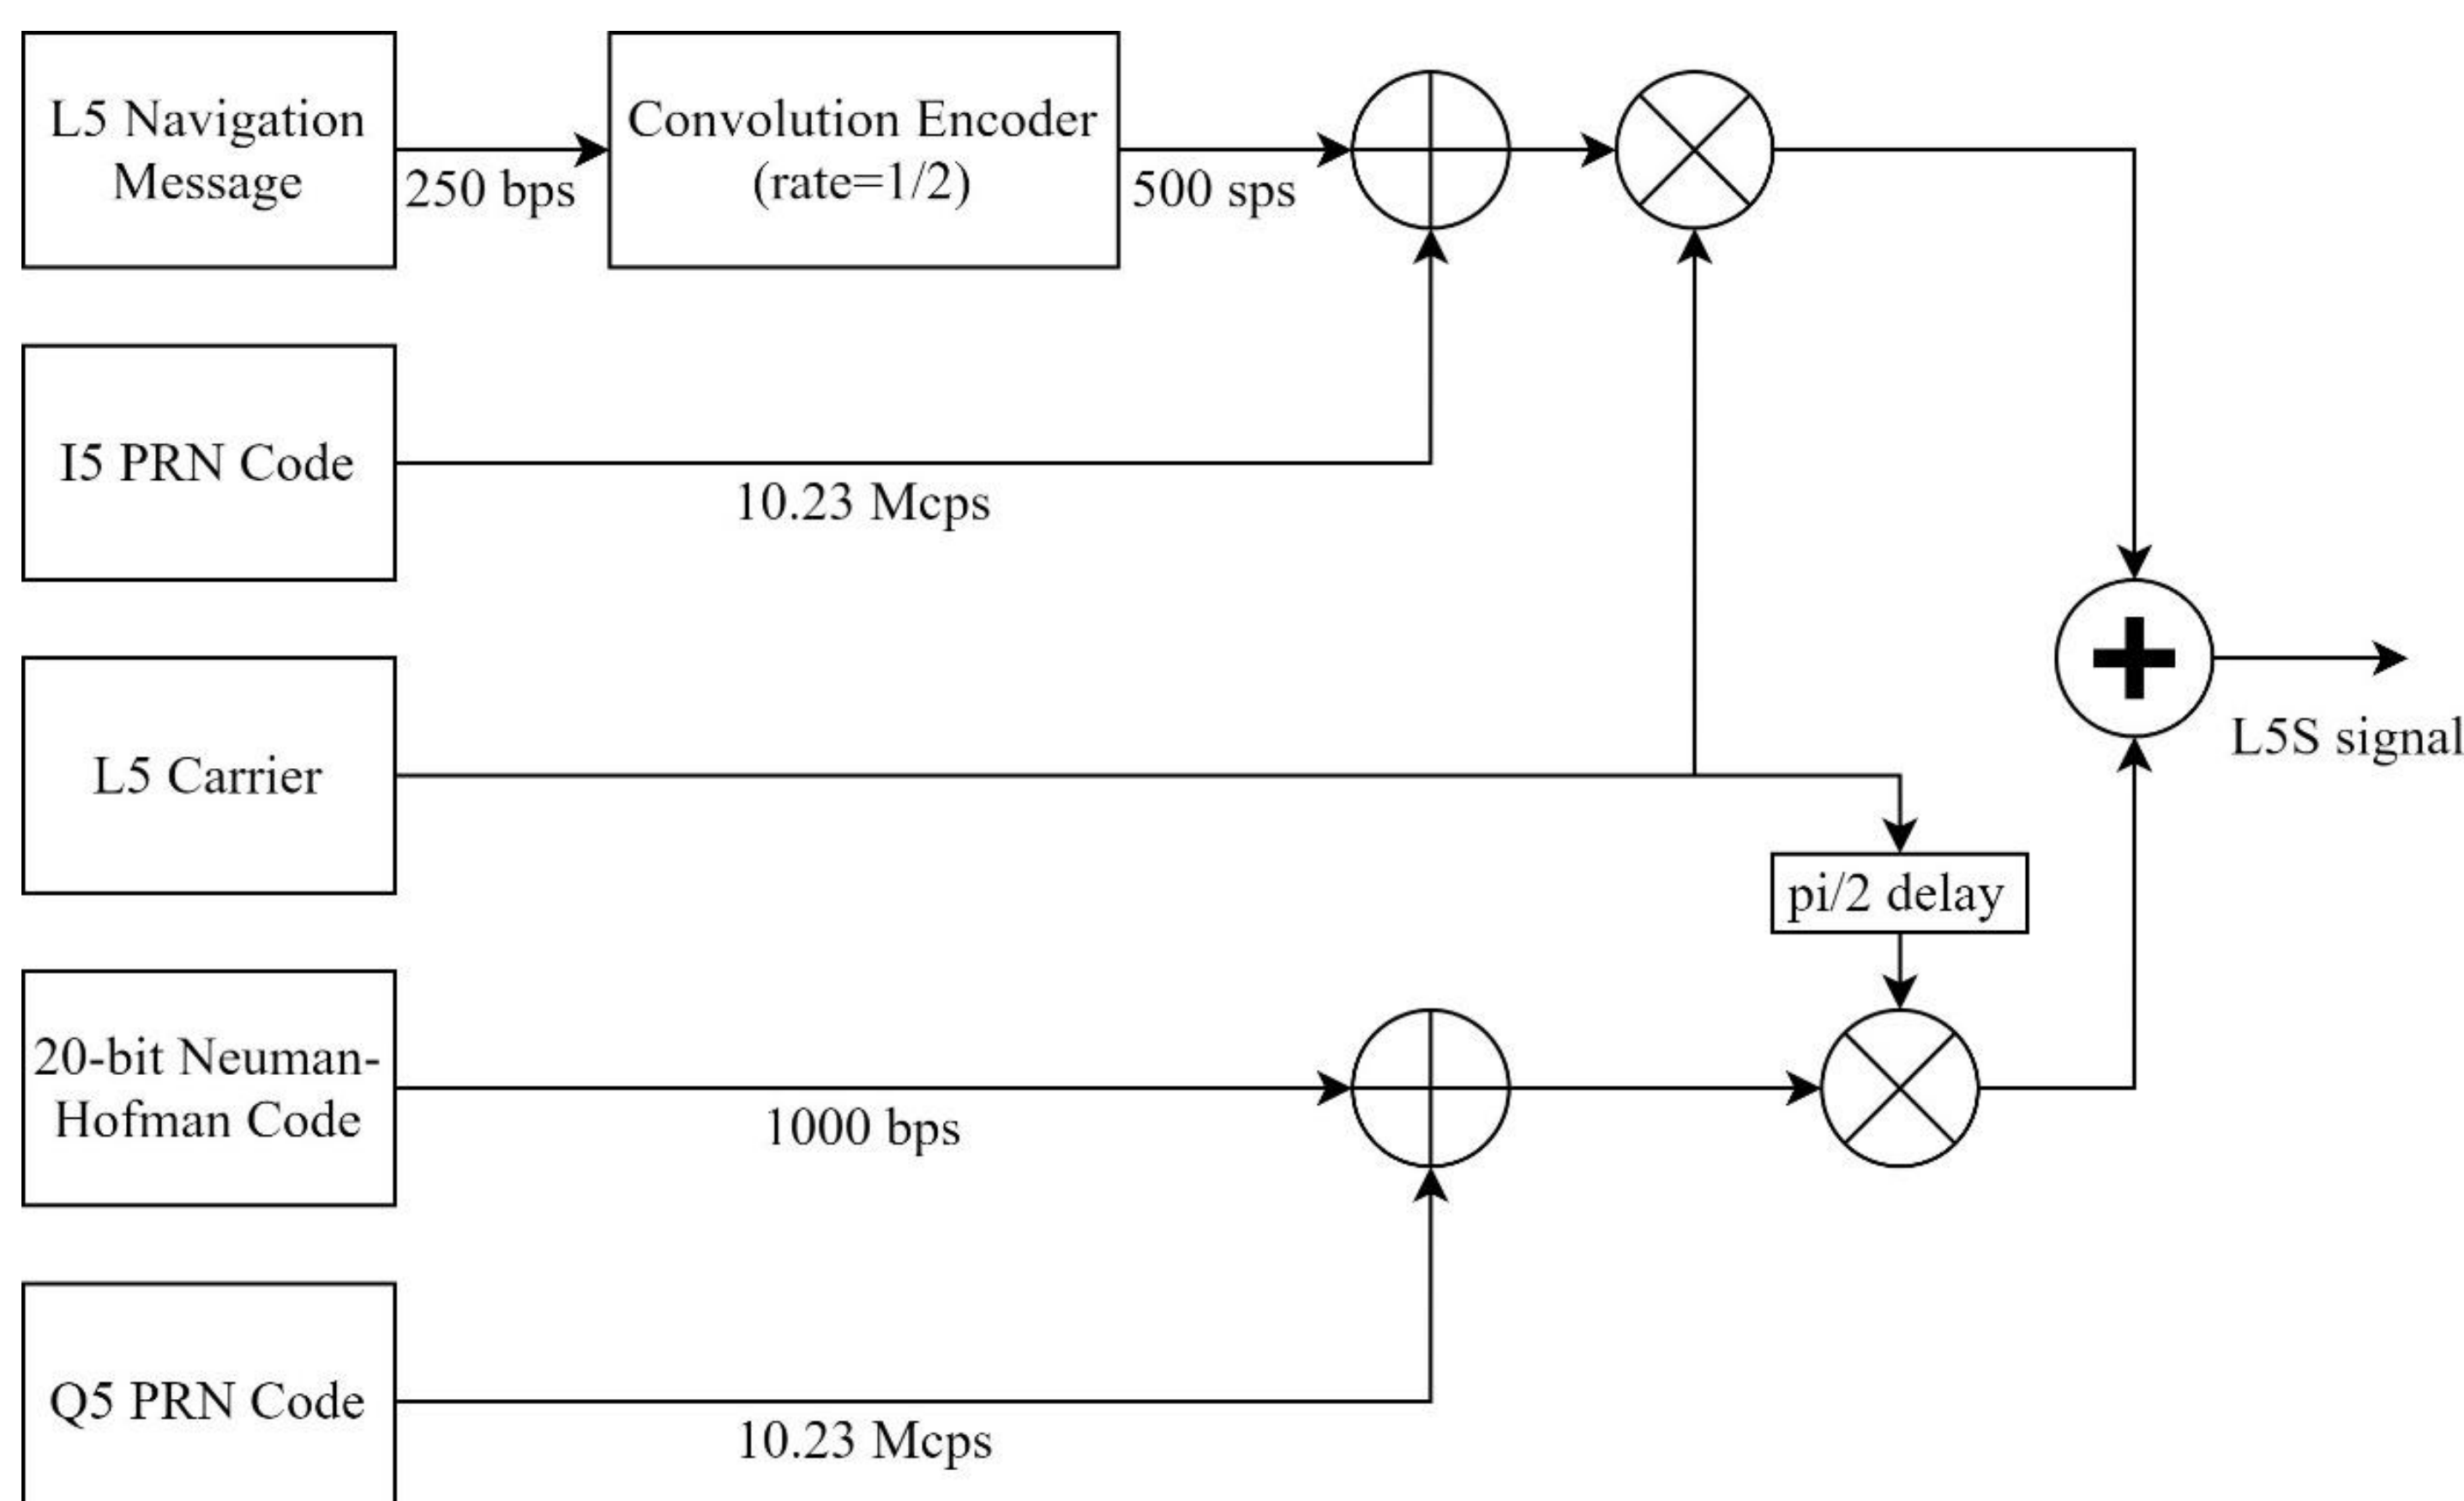 L5 Navigation
Message
250 bps
Convolution Encoder
(rate=1/2)
500 sps
I5 PRN Code
10.23 Mcps
L5 Carrier
L5S signal
pi/2 delay
20-bit Neuman-
Hofman Code
1000 bps
Q5 PRN Code
10.23 Mcps